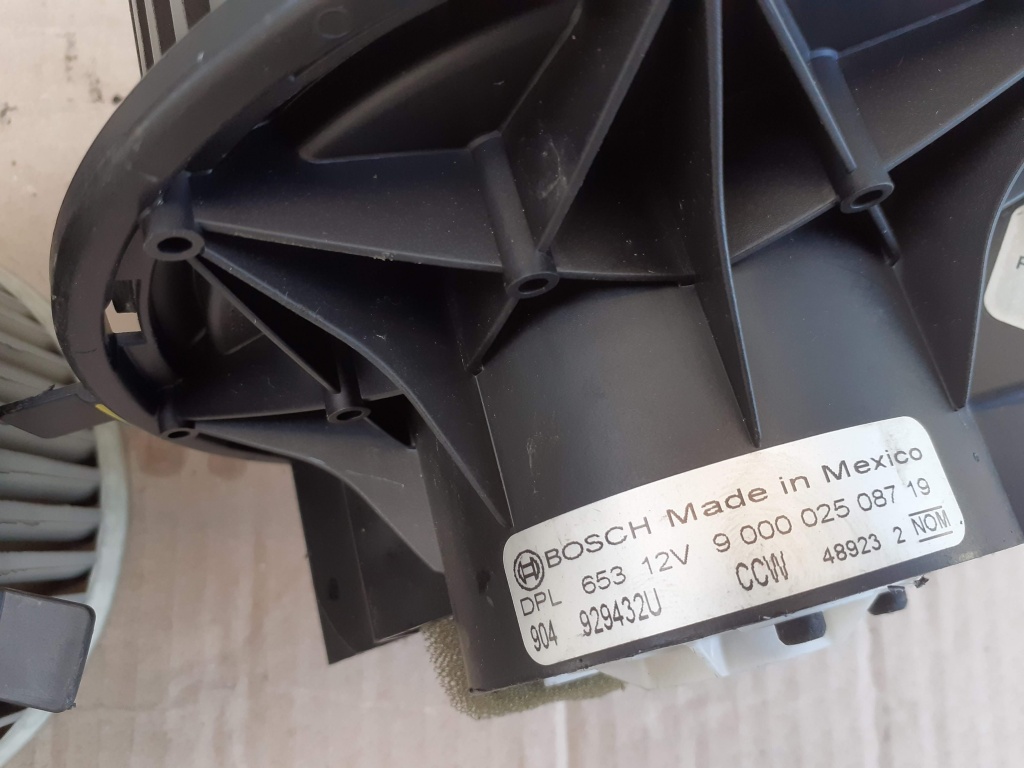 BOSCH Made in Mexico
DPL 653 12V 9 000 025 087 19
904 929432U CCW 48923 2 NOM